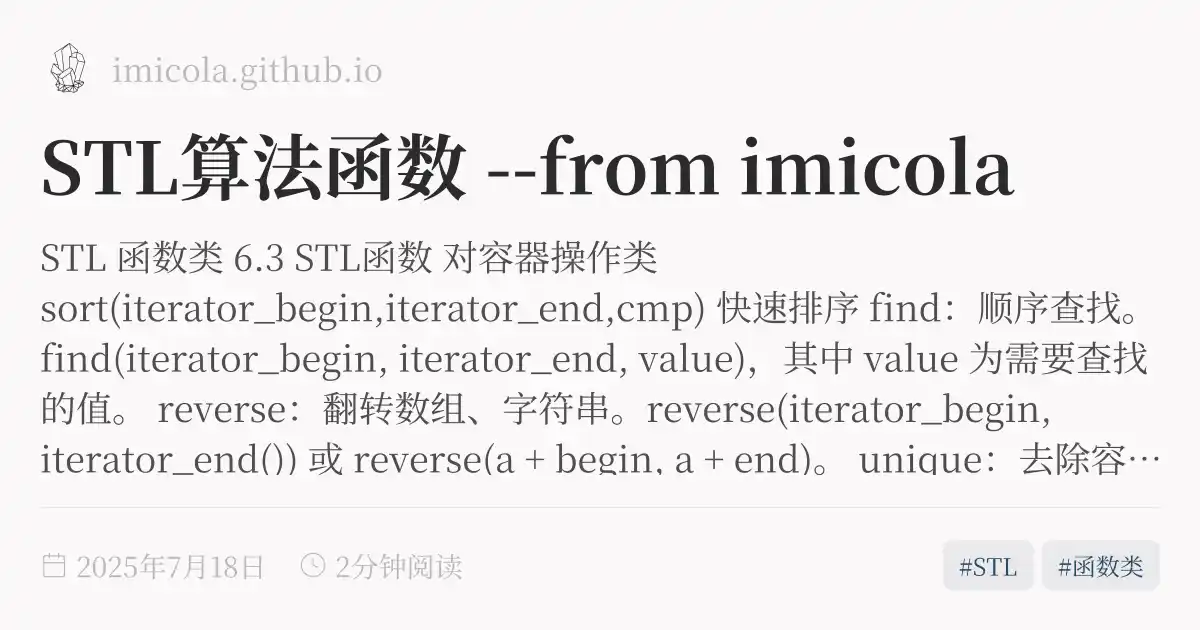 imicola.github.io
STL算法函数 --from imicola
STL 函数类 6.3 STL函数 对容器操作类
sort(iterator_begin,iterator_end,cmp) 快速排序 find：顺序查找。
find(iterator_begin, iterator_end, value)，其中 value 为需要查找
的值。 reverse：翻转数组、字符串。reverse(iterator_begin,
iterator_end()) 或 reverse(a + begin, a + end)。 unique：去除容…
2025年7月18日 2分钟阅读 #STL #函数类